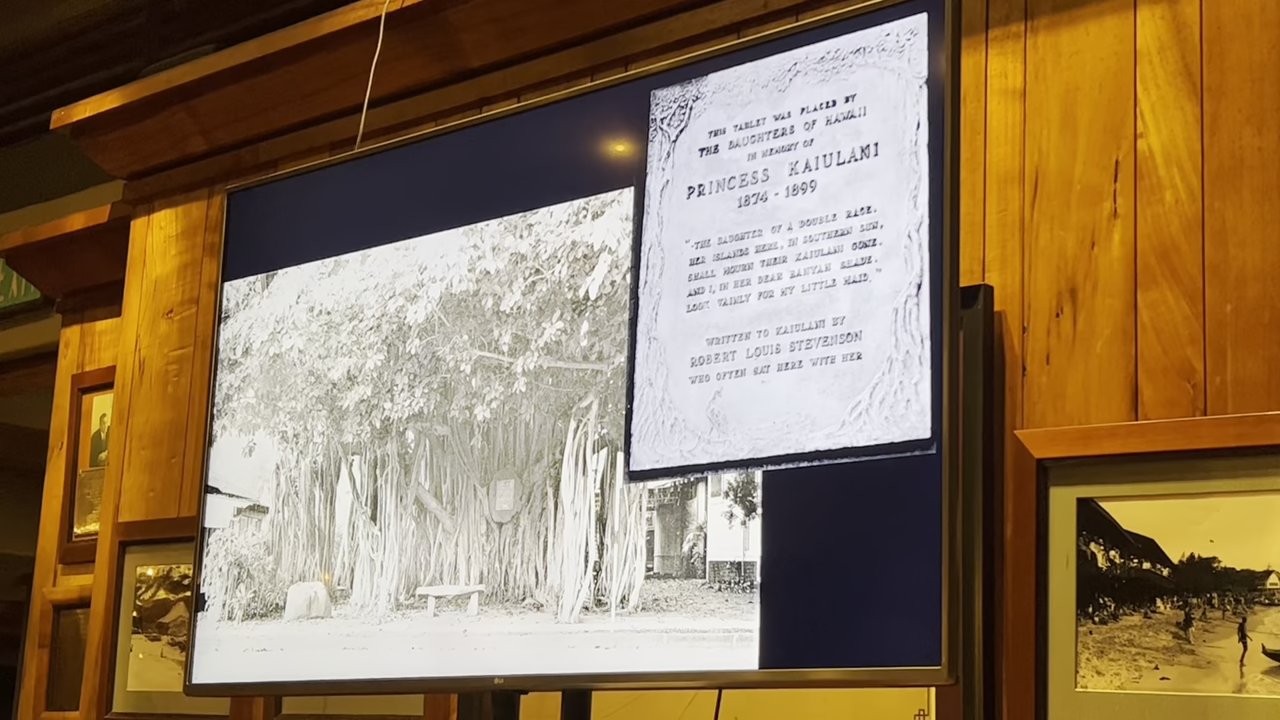 THIS TABLET WAS PLACED BY
THE DAUGHTERS OF HAWAII
IN MEMORY OF
PRINCESS KAIULANI
1874 - 1899
"THE DAUGHTER OF A DOUBLE RACE,
HER ISLANDS HERE, IN SOUTHERN SUN,
SHALL MOURN THEIR KAIULANI GONE.
AND I, IN HER DEAR BANYAN SHADE,
LOOK VAINLY FOR MY LITTLE MAID."
WRITTEN TO KAIULANI BY
ROBERT LOUIS STEVENSON
WHO OFTEN SAT HERE WITH HER
LG